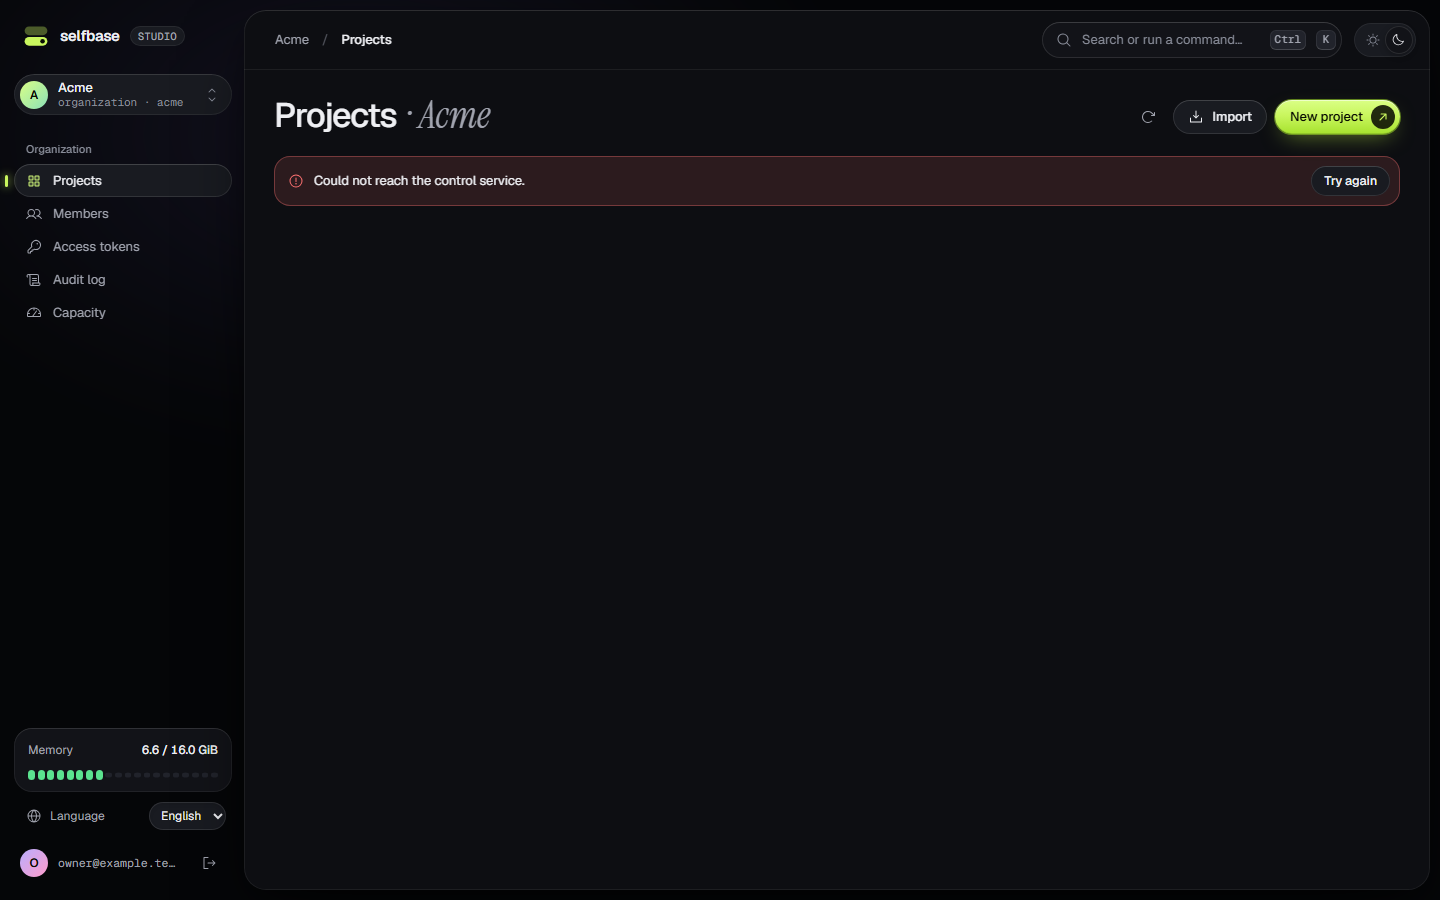 selfbase STUDIO
Acme / Projects
Search or run a command... Ctrl K
A Acme
organization · acme
Projects · Acme
Import
New project
Organization
Projects
Members
Access tokens
Audit log
Capacity
Could not reach the control service.
Try again
Memory 6.6 / 16.0 GiB
Language English
O owner@example.te…